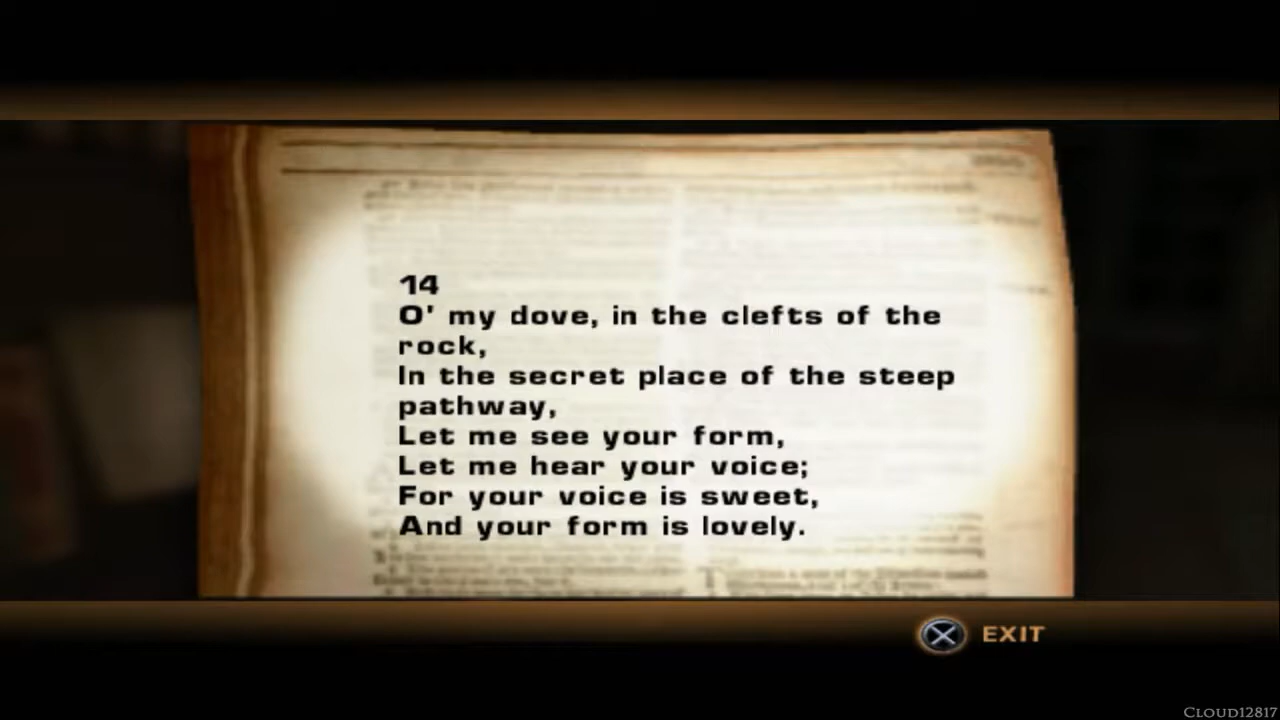 14
O' my dove, in the clefts of the
rock,
In the secret place of the steep
pathway,
Let me see your form,
Let me hear your voice;
For your voice is sweet,
And your form is lovely.
EXIT
Cloud12817